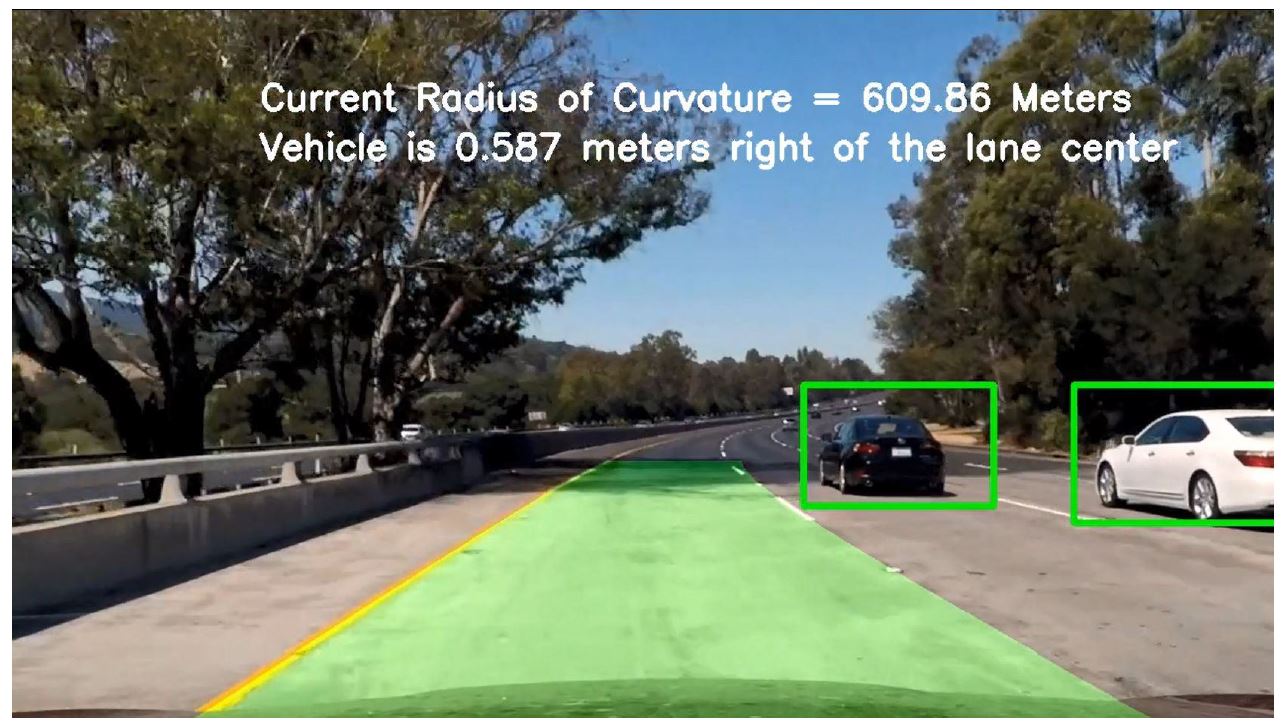 Current Radius of Curvature = 609.86 Meters
Vehicle is 0.587 meters right of the lane center